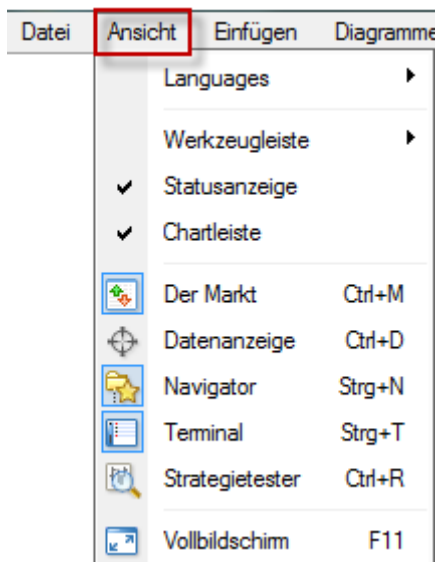 Datei Ansicht Einfügen Diagramme
Languages
Werkzeugleiste
Statusanzeige
Chartleiste
Der Markt Ctrl+M
Datenanzeige Ctrl+D
Navigator Strg+N
Terminal Strg+T
Strategietester Ctrl+R
Vollbildschirm F11